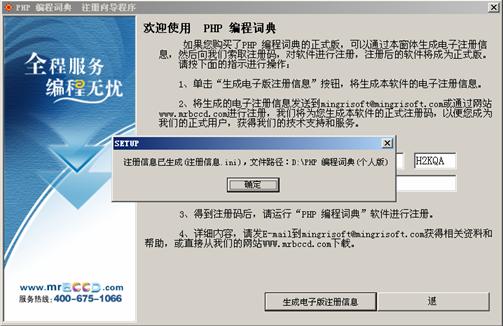 PHP 编程词典  注册向导程序
全程服务
编程无忧
www.mrBCCD.com
服务热线:400-675-1066
欢迎使用  PHP 编程词典
如果您购买了PHP 编程词典的正式版,可以通过本窗体生成电子注册信
息,然后向我们索取注册码,对软件进行注册,注册后的软件将成为正式版。
请按下面的指示进行操作:
1、单击“生成电子版注册信息”按钮,将生成本软件的电子注册信息。
2、将生成的电子注册信息发送到mingrisoft@mingrisoft.com或通过网站
www.mrbccd.com进行注册,我们将为您生成本软件的正式注册码,以便您成为
我们的正式用户,获得我们的技术支持和服务。
SETUP
注册信息已生成(注册信息.ini),文件路径:D:\PHP 编程词典(个人版)
确定
H2KQA
3、得到注册码后,请运行“PHP 编程词典”软件进行注册。
4、详细内容,请发E-mail到mingrisoft@mingrisoft.com获得相关资料和
帮助,或直接从我们的网站www.mrbccd.com下载。
生成电子版注册信息
退